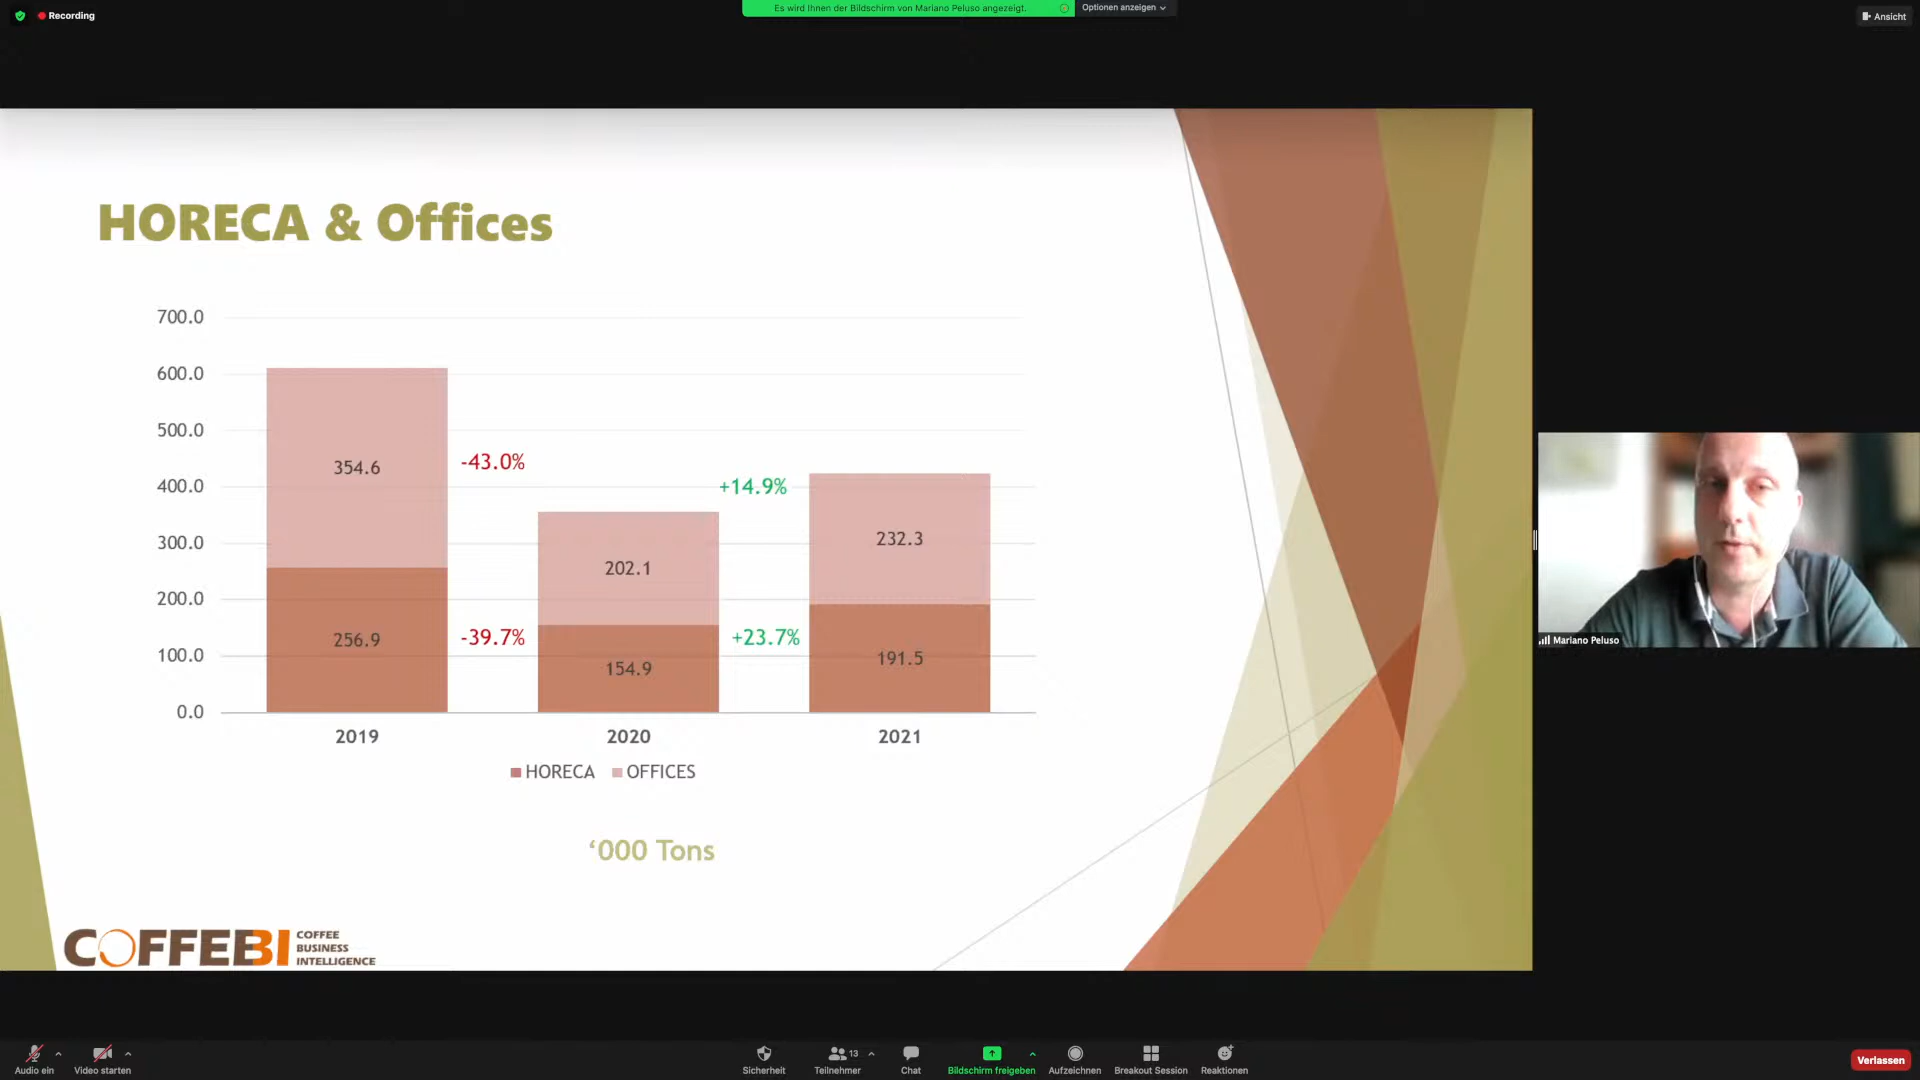 Recording
Es wird Ihnen der Bildschirm von Mariano Peluso angezeigt.
Optionen anzeigen
Ansicht
HORECA & Offices
700.0
600.0
500.0
400.0
300.0
200.0
100.0
0.0
354.6
256.9
-43.0%
-39.7%
202.1
154.9
+14.9%
+23.7%
232.3
191.5
2019
2020
2021
HORECA OFFICES
‘000 Tons
COFFEEBI
COFFEE
BUSINESS
INTELLIGENCE
Mariano Peluso
Audio ein
Video starten
Sicherheit
13
Teilnehmer
Chat
Bildschirm freigeben
Aufzeichnen
Breakout Session
Reaktionen
Verlassen